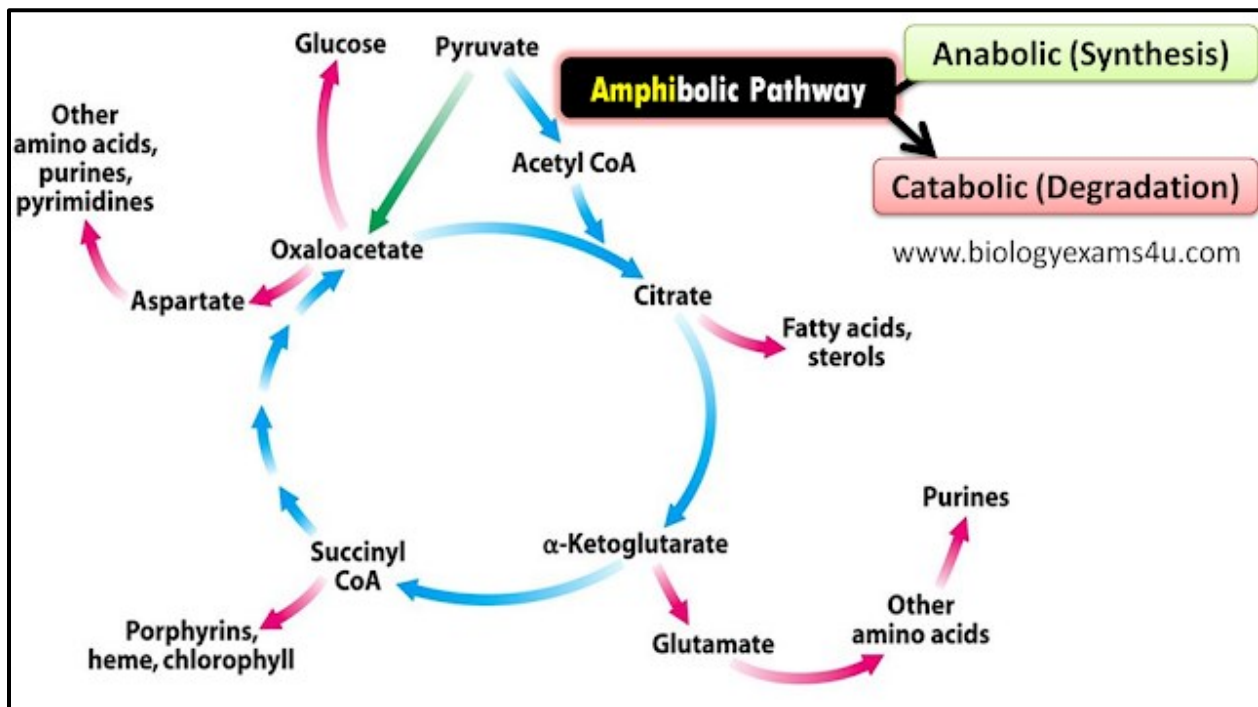 Glucose
Pyruvate
Amphibolic Pathway
Anabolic (Synthesis)
Catabolic (Degradation)
www.biologyexams4u.com
Other
amino acids,
purines,
pyrimidines
Acetyl CoA
Oxaloacetate
Aspartate
Citrate
Fatty acids,
sterols
Purines
α-Ketoglutarate
Succinyl
CoA
Other
amino acids
Porphyrins,
heme, chlorophyll
Glutamate